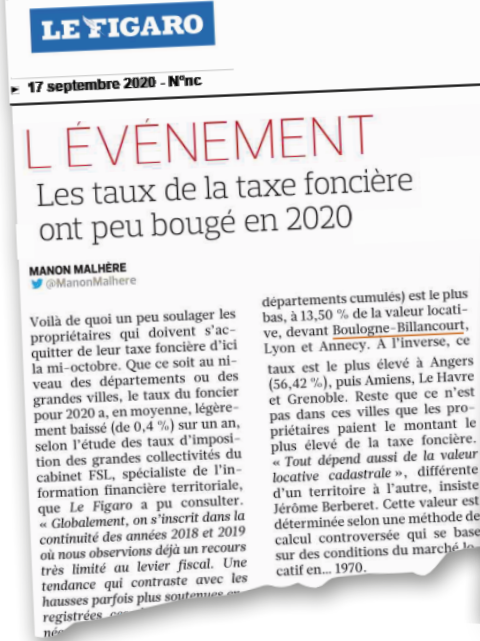 LE FIGARO
17 septembre 2020 - N°nc
L ÉVÉNEMENT
Les taux de la taxe foncière
ont peu bougé en 2020
MANON MALHÈRE
@ManonMalhere
Voilà de quoi un peu soulager les
propriétaires qui doivent s'ac-
quitter de leur taxe foncière d'ici
la mi-octobre. Que ce soit au ni-
veau des départements ou des
grandes villes, le taux du foncier
pour 2020 a, en moyenne, légère-
ment baissé (de 0,4 %) sur un an,
selon l'étude des taux d'imposi-
tion des grandes collectivités du
cabinet FSL, spécialiste de l'in-
formation financière territoriale,
que Le Figaro a pu consulter.
« Globalement, on s'inscrit dans la
continuité des années 2018 et 2019
où nous observions déjà un recours
très limité au levier fiscal. Une
tendance qui contraste avec les
hausses parfois plus soutenues
registrées
départements cumulés) est le plus
bas, à 13,50 % de la valeur locati-
ve, devant Boulogne-Billancourt,
Lyon et Annecy. À l'inverse, ce
taux est le plus élevé à Angers
(56,42 %), puis Amiens, Le Havre
et Grenoble. Reste que ce n'est
pas dans ces villes que les pro-
priétaires paient le montant le
plus élevé de la taxe foncière.
« Tout dépend aussi de la valeur
locative cadastrale », différente
d'un territoire à l'autre, insiste
Jérôme Berberet. Cette valeur est
déterminée selon une méthode de
calcul controversée qui se base
sur des conditions du marché lo-
catif en... 1970.